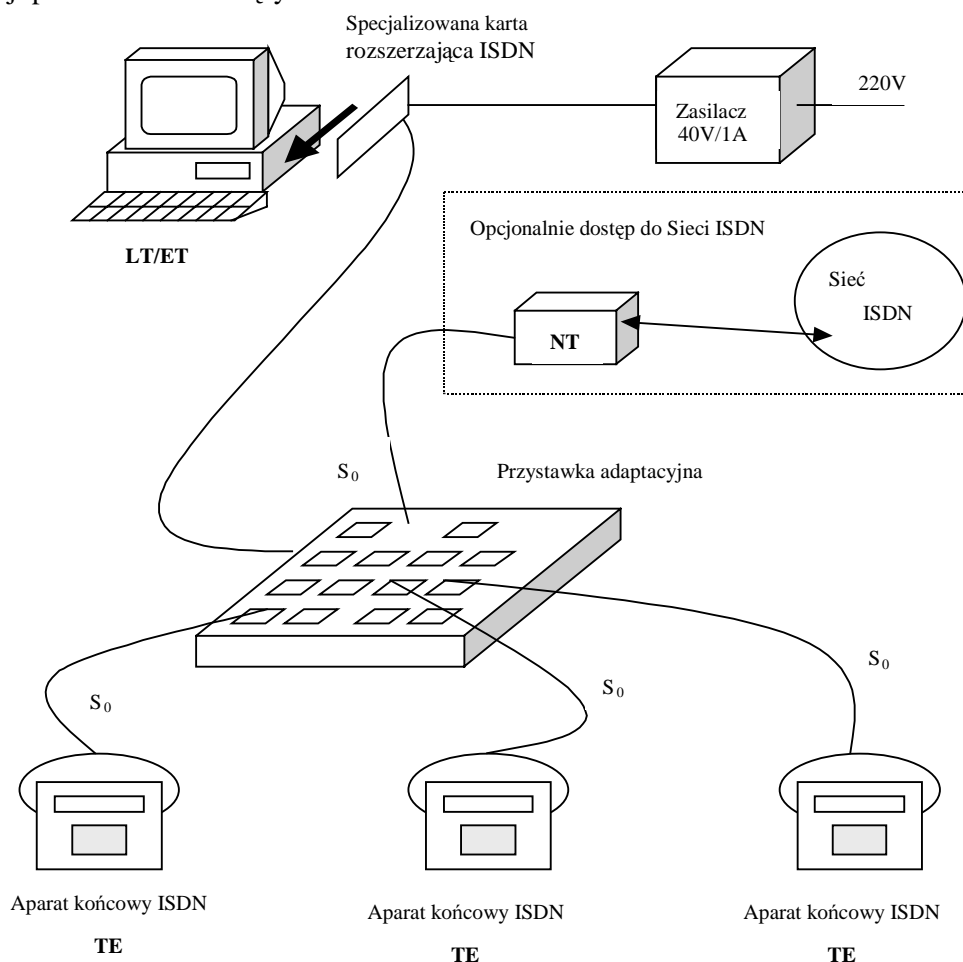 Specjalizowana karta
rozszerzająca ISDN
220V
Zasilacz
40V/1A
LT/ET
Opcjonalnie dostęp do Sieci ISDN
Sieć
ISDN
NT
S0
Przystawka adaptacyjna
S0
S0
S0
Aparat końcowy ISDN
TE
Aparat końcowy ISDN
TE
Aparat końcowy ISDN
TE